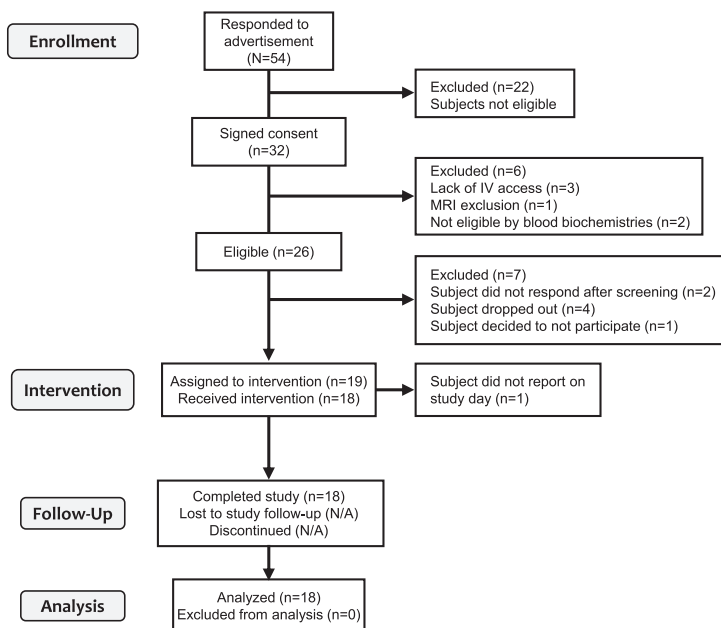 Enrollment
Responded to
advertisement
(N=54)
Excluded (n=22)
Subjects not eligible
Signed consent
(n=32)
Excluded (n=6)
Lack of IV access (n=3)
MRI exclusion (n=1)
Not eligible by blood biochemistries (n=2)
Eligible (n=26)
Excluded (n=7)
Subject did not respond after screening (n=2)
Subject dropped out (n=4)
Subject decided to not participate (n=1)
Intervention
Assigned to intervention (n=19)
Received intervention (n=18)
Subject did not report on
study day (n=1)
Follow-Up
Completed study (n=18)
Lost to study follow-up (N/A)
Discontinued (N/A)
Analysis
Analyzed (n=18)
Excluded from analysis (n=0)